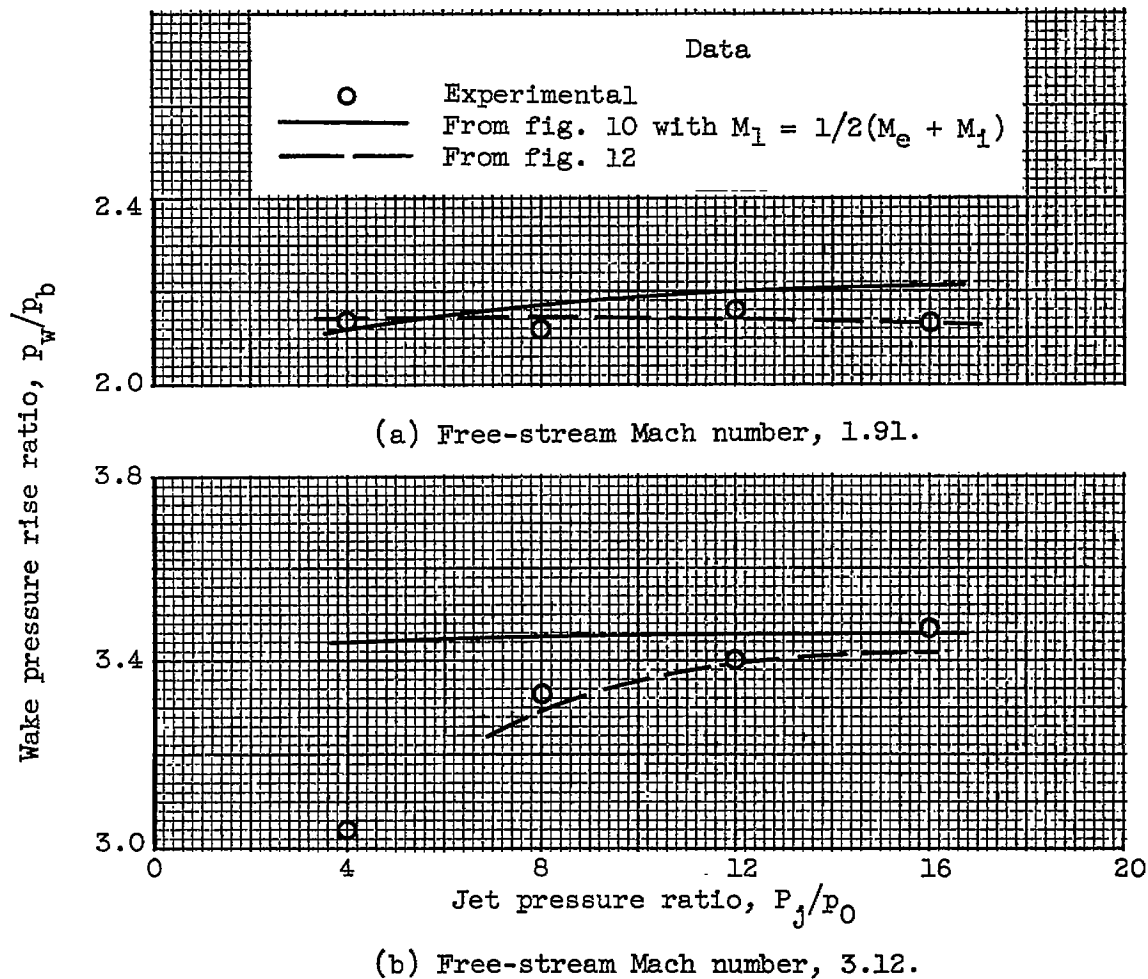 Data
Experimental
From fig. 10 with M1 = 1/2(Me + Mi)
From fig. 12
2.4
2.0
(a) Free-stream Mach number, 1.91.
Wake pressure rise ratio, pw/pb
3.8
3.4
3.0
0 4 8 12 16 20
Jet pressure ratio, Pj/p0
(b) Free-stream Mach number, 3.12.